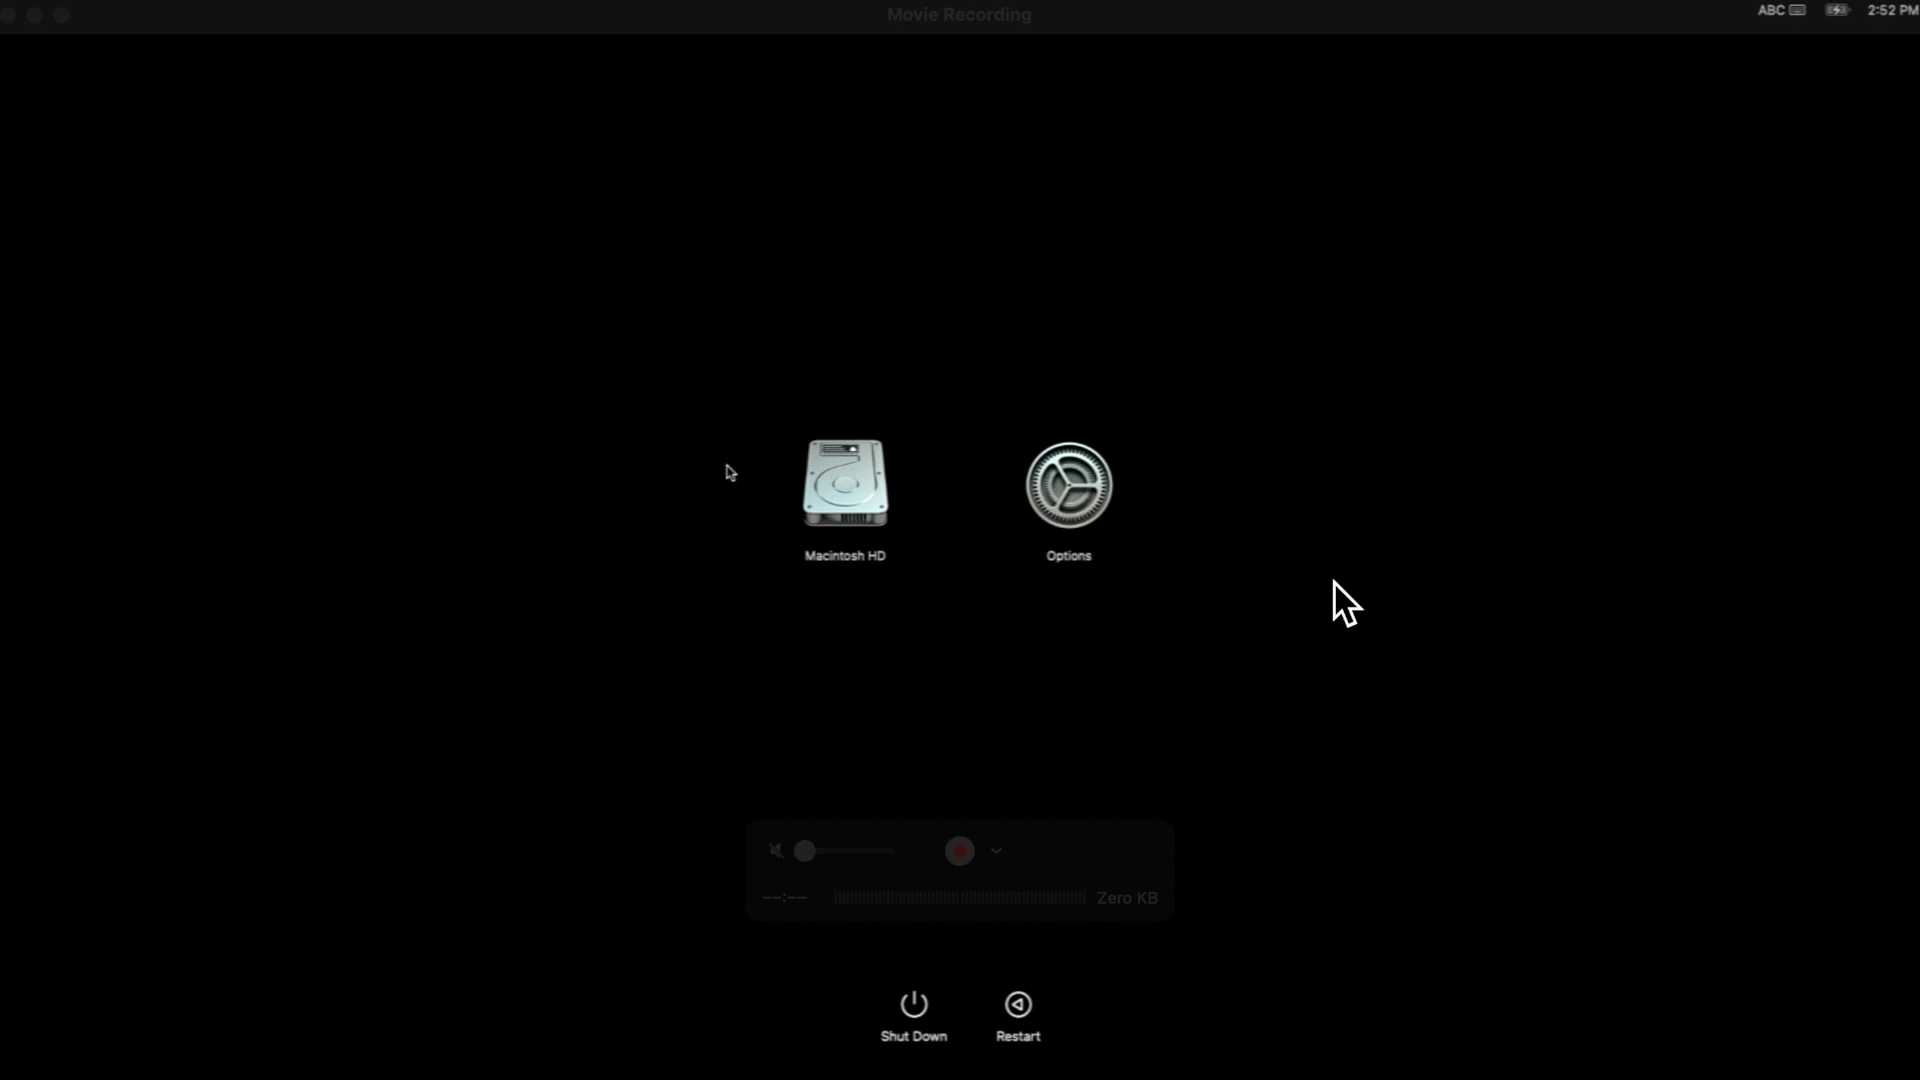 Movie Recording
ABC
2:52 PM
Macintosh HD
Options
--:--
Zero KB
Shut Down
Restart